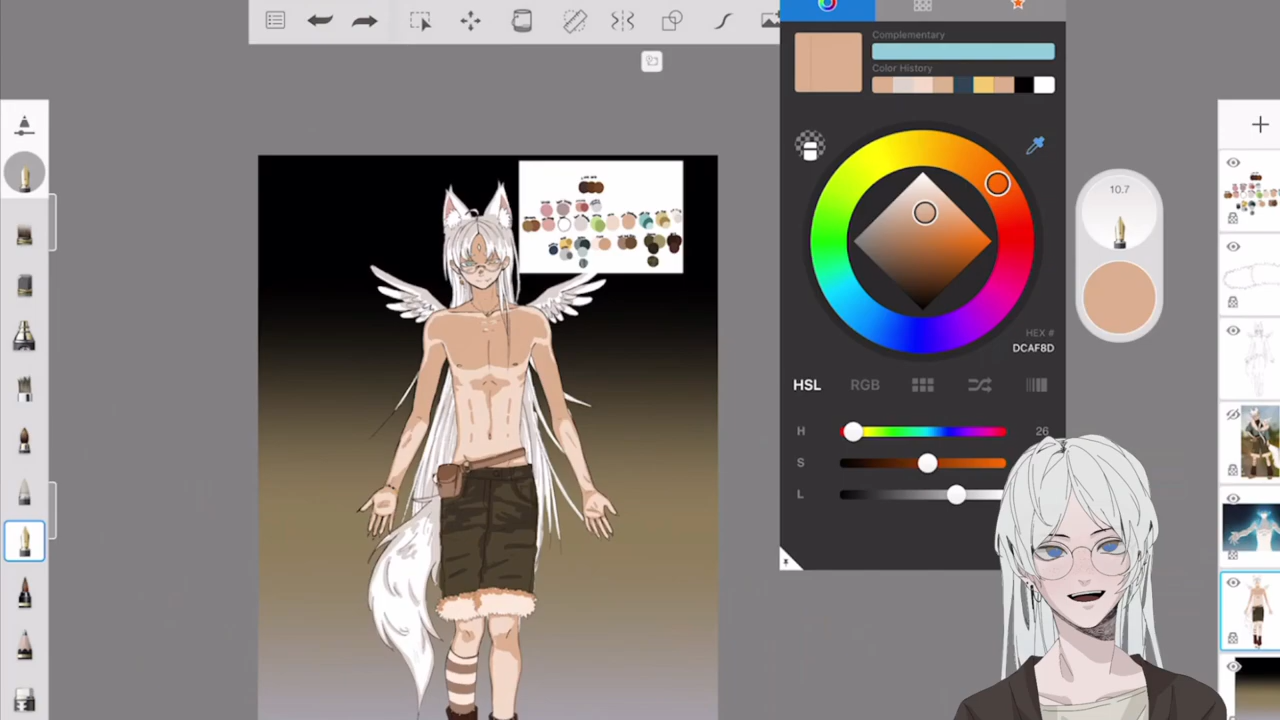 Complementary
Color History
10.7
HEX #
DCAF8D
HSL
RGB
H
26
S
L